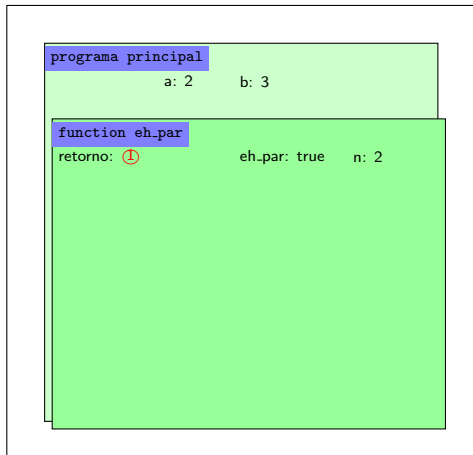 programa principal
a: 2 b: 3
function eh_par
retorno: 1 eh_par: true n: 2